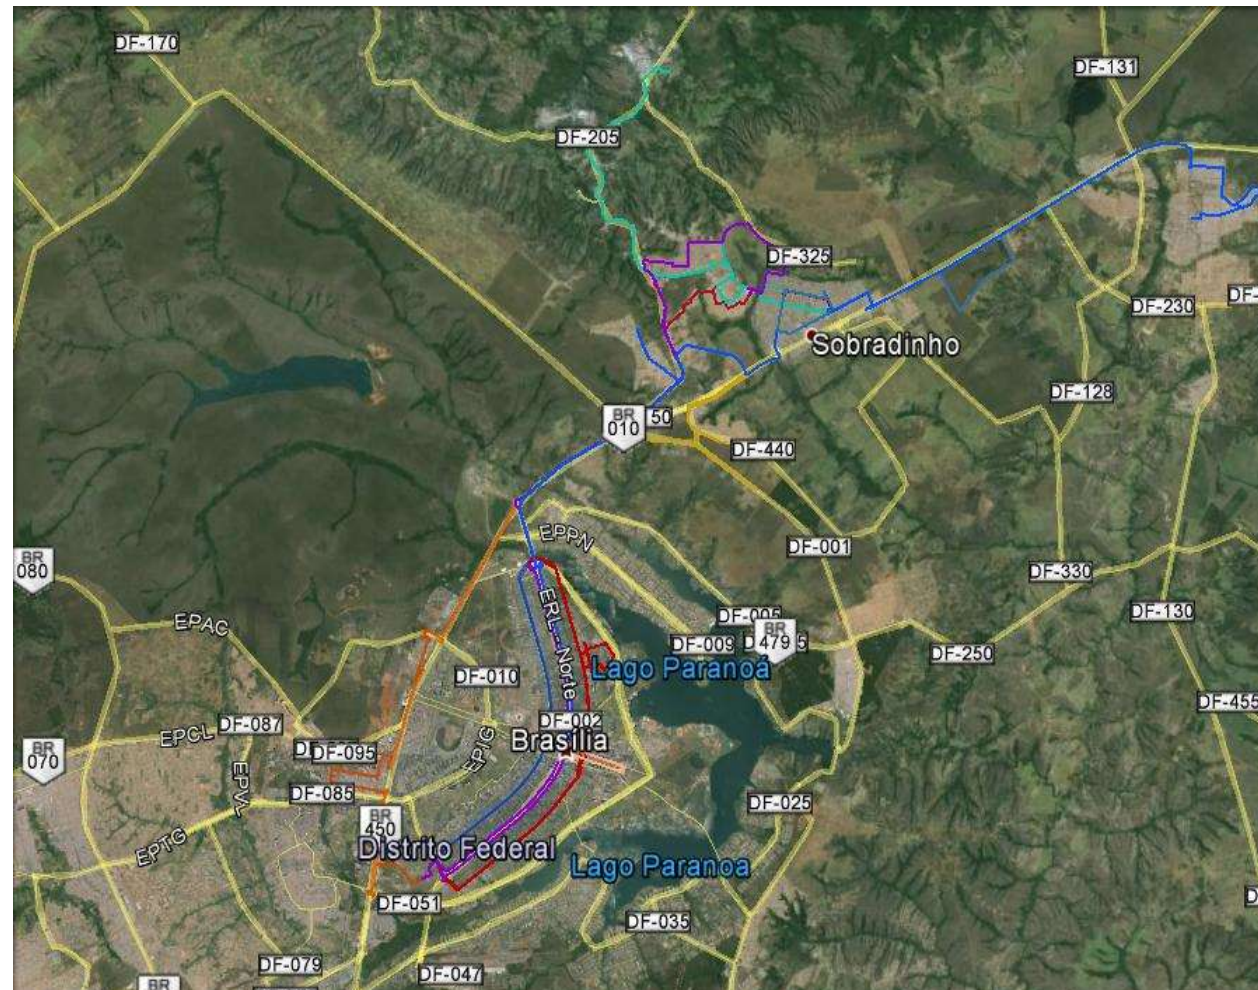 DF-170
DF-131
DF-205
DF-325
DF-230
DF-
Sobradinho
DF-128
BR
010
50
DF-440
EPPN
DF-001
BR
080
DF-330
ERL - Norte
DF-005
DF-130
EPAC
BR
479
DF-009
DF-250
Lago Paranoá
DF-010
DF-455
DF-087
DF-002
EPCL
Brasília
DF-095
BR
070
EPIG
EPVL
DF-085
DF-025
BR
450
EPTG
Distrito Federal
Lago Paranoa
DF-051
DF-035
DF-079
DF-047
BR